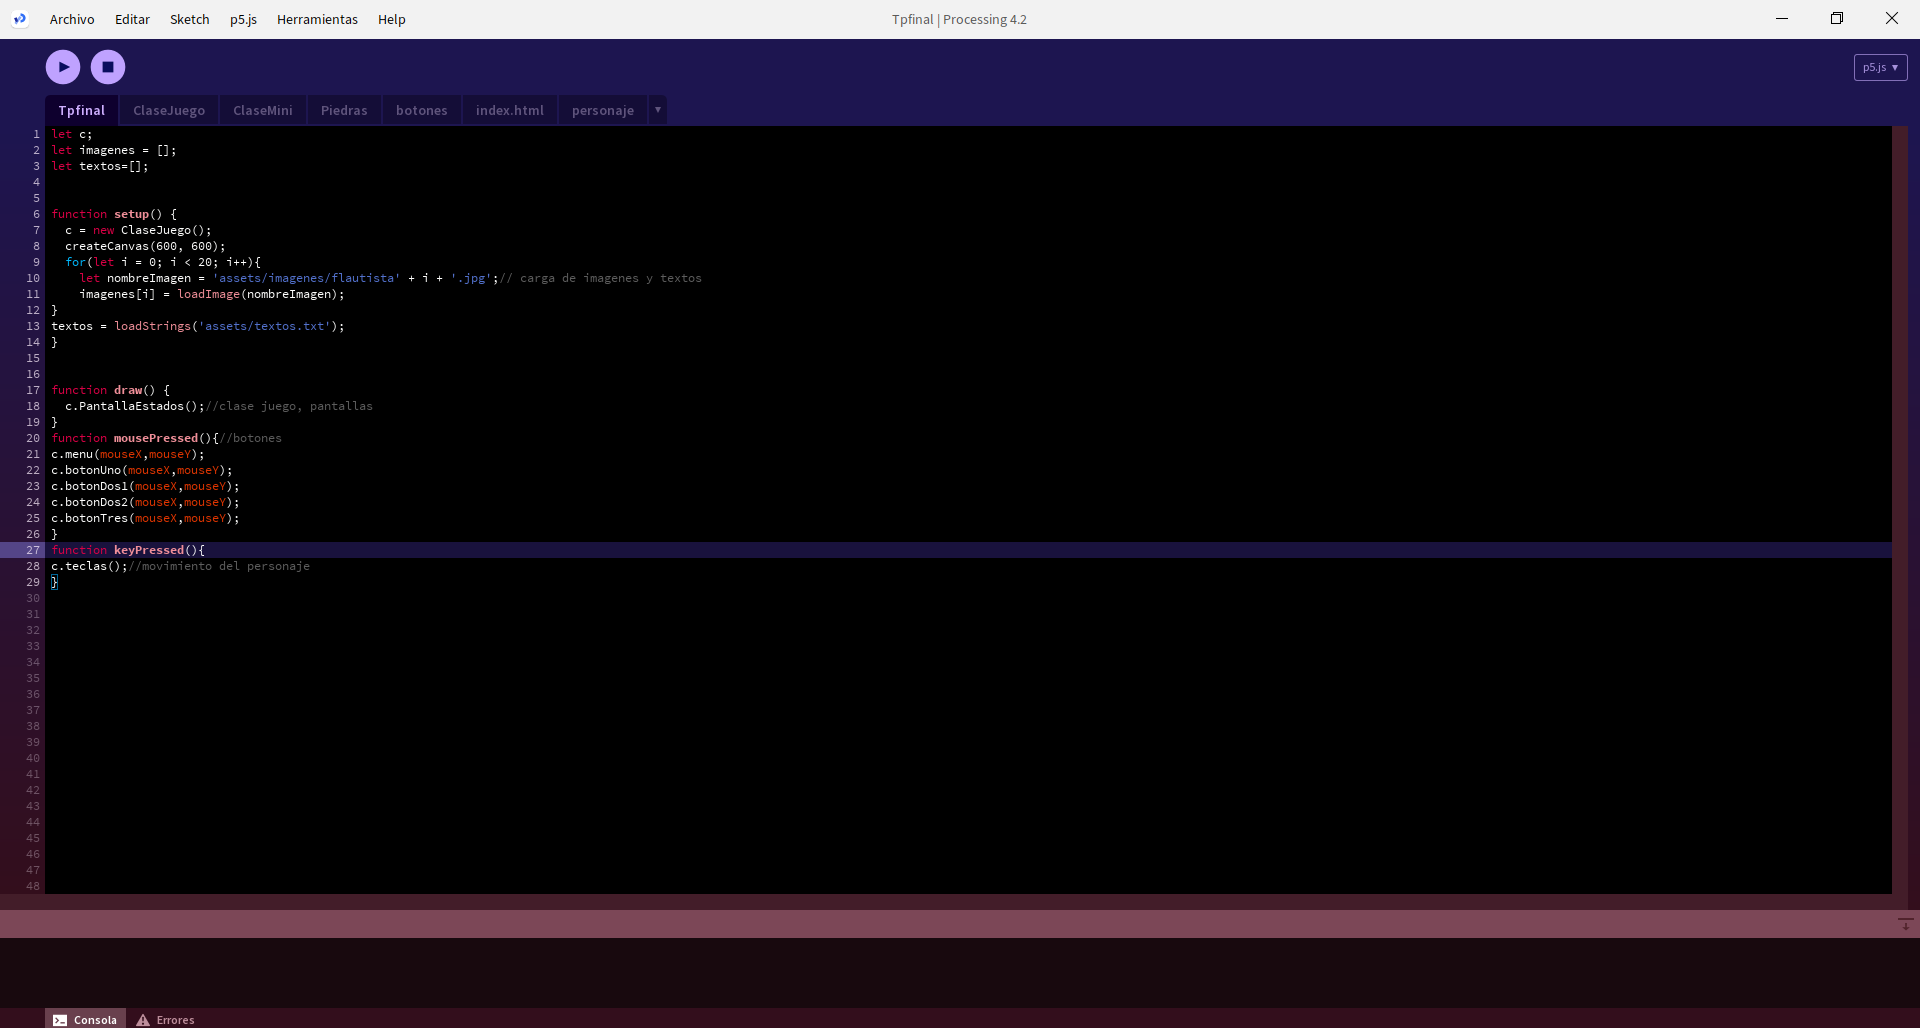 Archivo Editar Sketch p5.js Herramientas Help Tpfinal | Processing 4.2
p5.js ▼
Tpfinal ClaseJuego ClaseMini Piedras botones index.html personaje ▼
1 let c;
2 let imagenes = [];
3 let textos=[];
4
5
6 function setup() {
7   c = new ClaseJuego();
8   createCanvas(600, 600);
9   for(let i = 0; i < 20; i++){
10     let nombreImagen = 'assets/imagenes/flautista' + i + '.jpg';// carga de imagenes y textos
11     imagenes[i] = loadImage(nombreImagen);
12 }
13 textos = loadStrings('assets/textos.txt');
14 }
15
16
17 function draw() {
18   c.PantallaEstados();//clase juego, pantallas
19 }
20 function mousePressed(){//botones
21 c.menu(mouseX,mouseY);
22 c.botonUno(mouseX,mouseY);
23 c.botonDos1(mouseX,mouseY);
24 c.botonDos2(mouseX,mouseY);
25 c.botonTres(mouseX,mouseY);
26 }
27 function keyPressed(){
28 c.teclas();//movimiento del personaje
29 }
30
31
32
33
34
35
36
37
38
39
40
41
42
43
44
45
46
47
48
Consola Errores